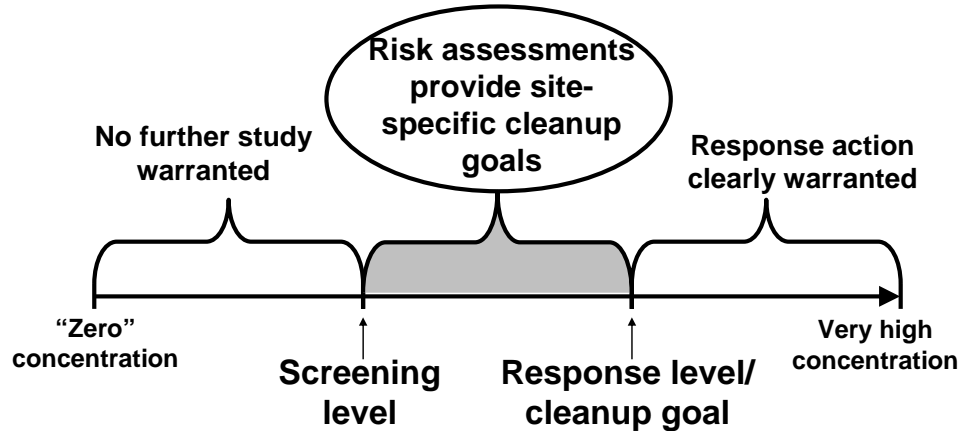 Risk assessments
provide site-
specific cleanup
goals
No further study
warranted
Response action
clearly warranted
“Zero”
concentration
Screening
level
Response level/
cleanup goal
Very high
concentration